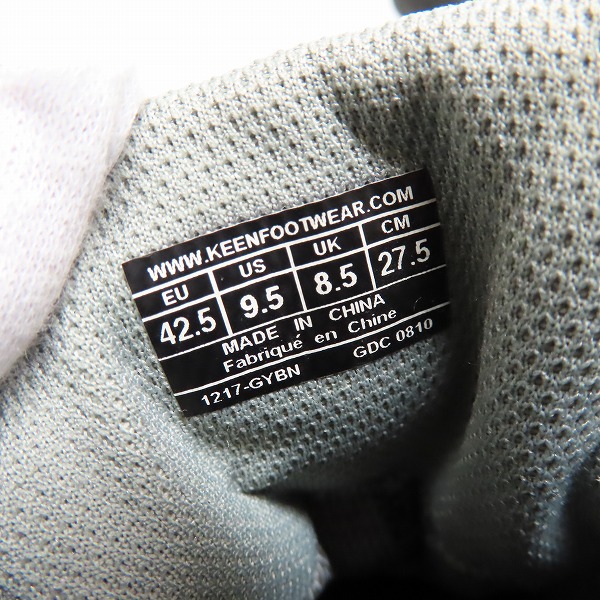 WWW.KEENFOOTWEAR.COM
EU US UK CM
42.5 9.5 8.5 27.5
MADE IN CHINA
Fabriqué en Chine
1217-GYBN GDC 0810